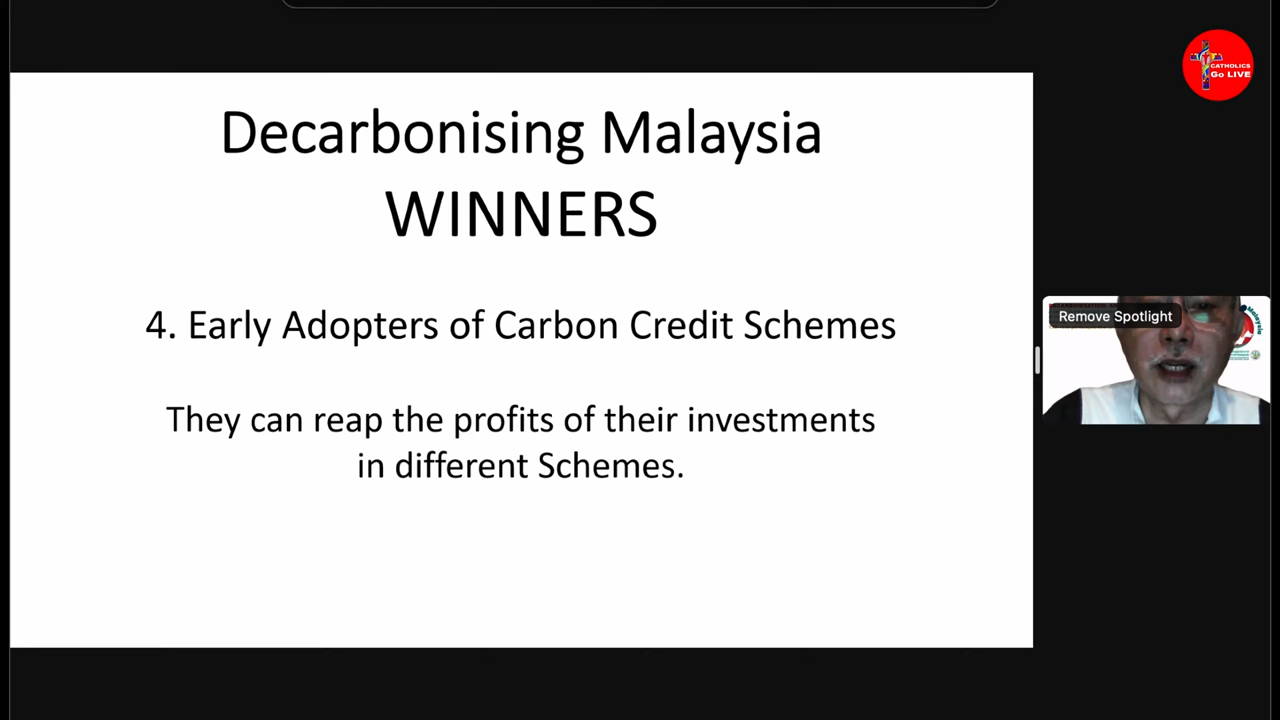 CATHOLICS
Go LIVE
Decarbonising Malaysia
WINNERS
4. Early Adopters of Carbon Credit Schemes
They can reap the profits of their investments
in different Schemes.
Remove Spotlight
Malaysia